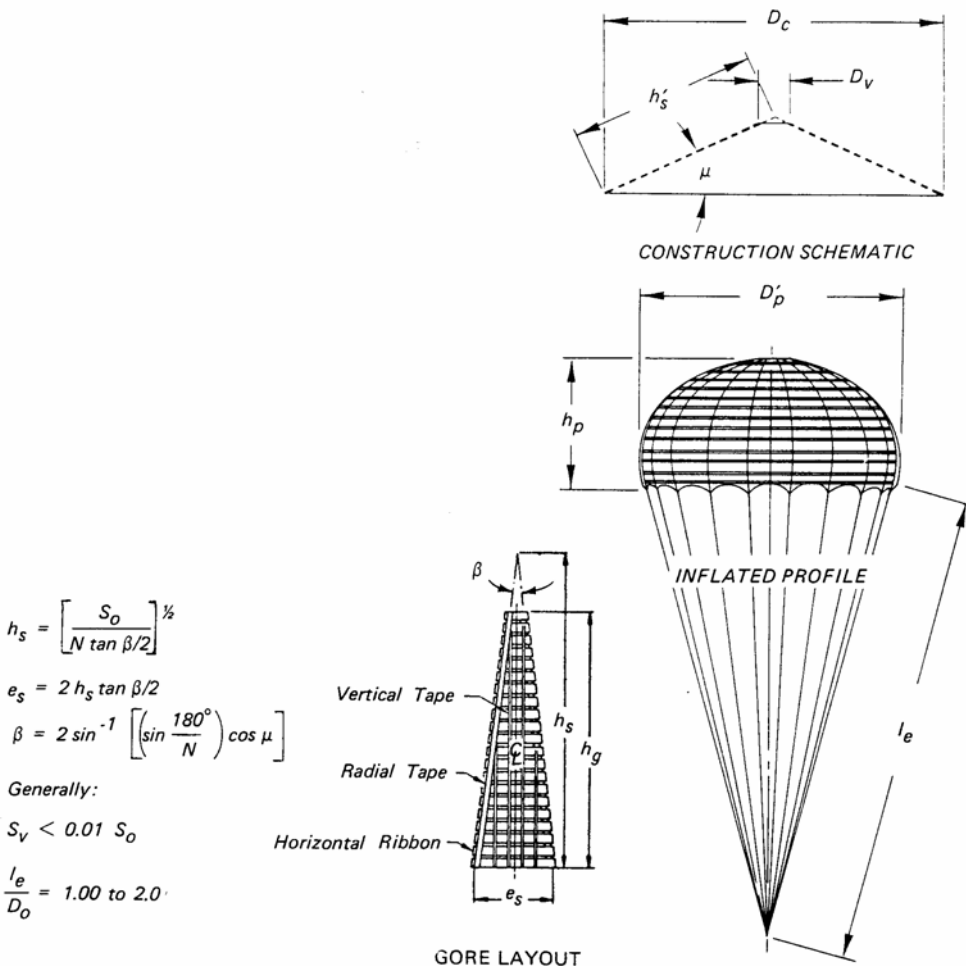 D_c
D_v
h'_s
μ
CONSTRUCTION SCHEMATIC
D'_p
h_p
INFLATED PROFILE
l_e
β
Vertical Tape
Radial Tape
Horizontal Ribbon
℄
h_s
h_g
e_s
GORE LAYOUT
h_s = [S_o / N tan β/2]^½
e_s = 2 h_s tan β/2
β = 2 sin^-1 [(sin 180°/N) cos μ]
Generally:
S_v < 0.01 S_o
l_e/D_o = 1.00 to 2.0